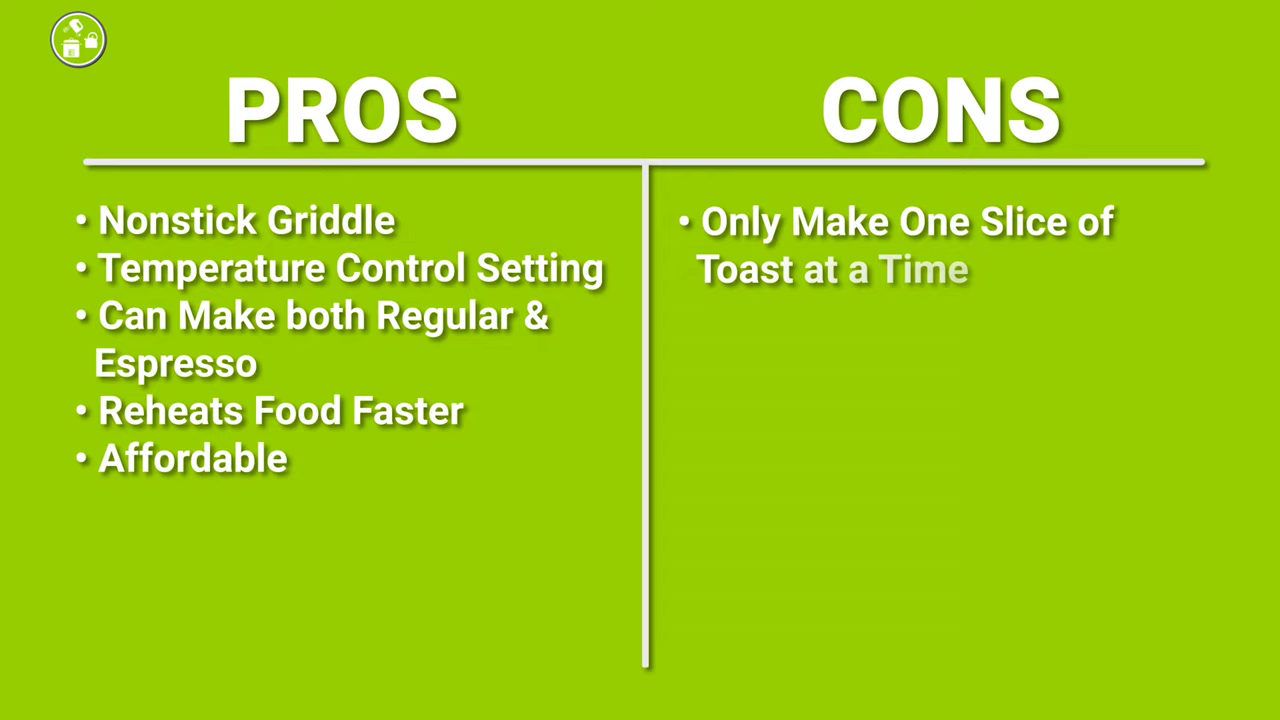 PROS
• Nonstick Griddle
• Temperature Control Setting
• Can Make both Regular &
Espresso
• Reheats Food Faster
• Affordable
CONS
• Only Make One Slice of
Toast at a Time